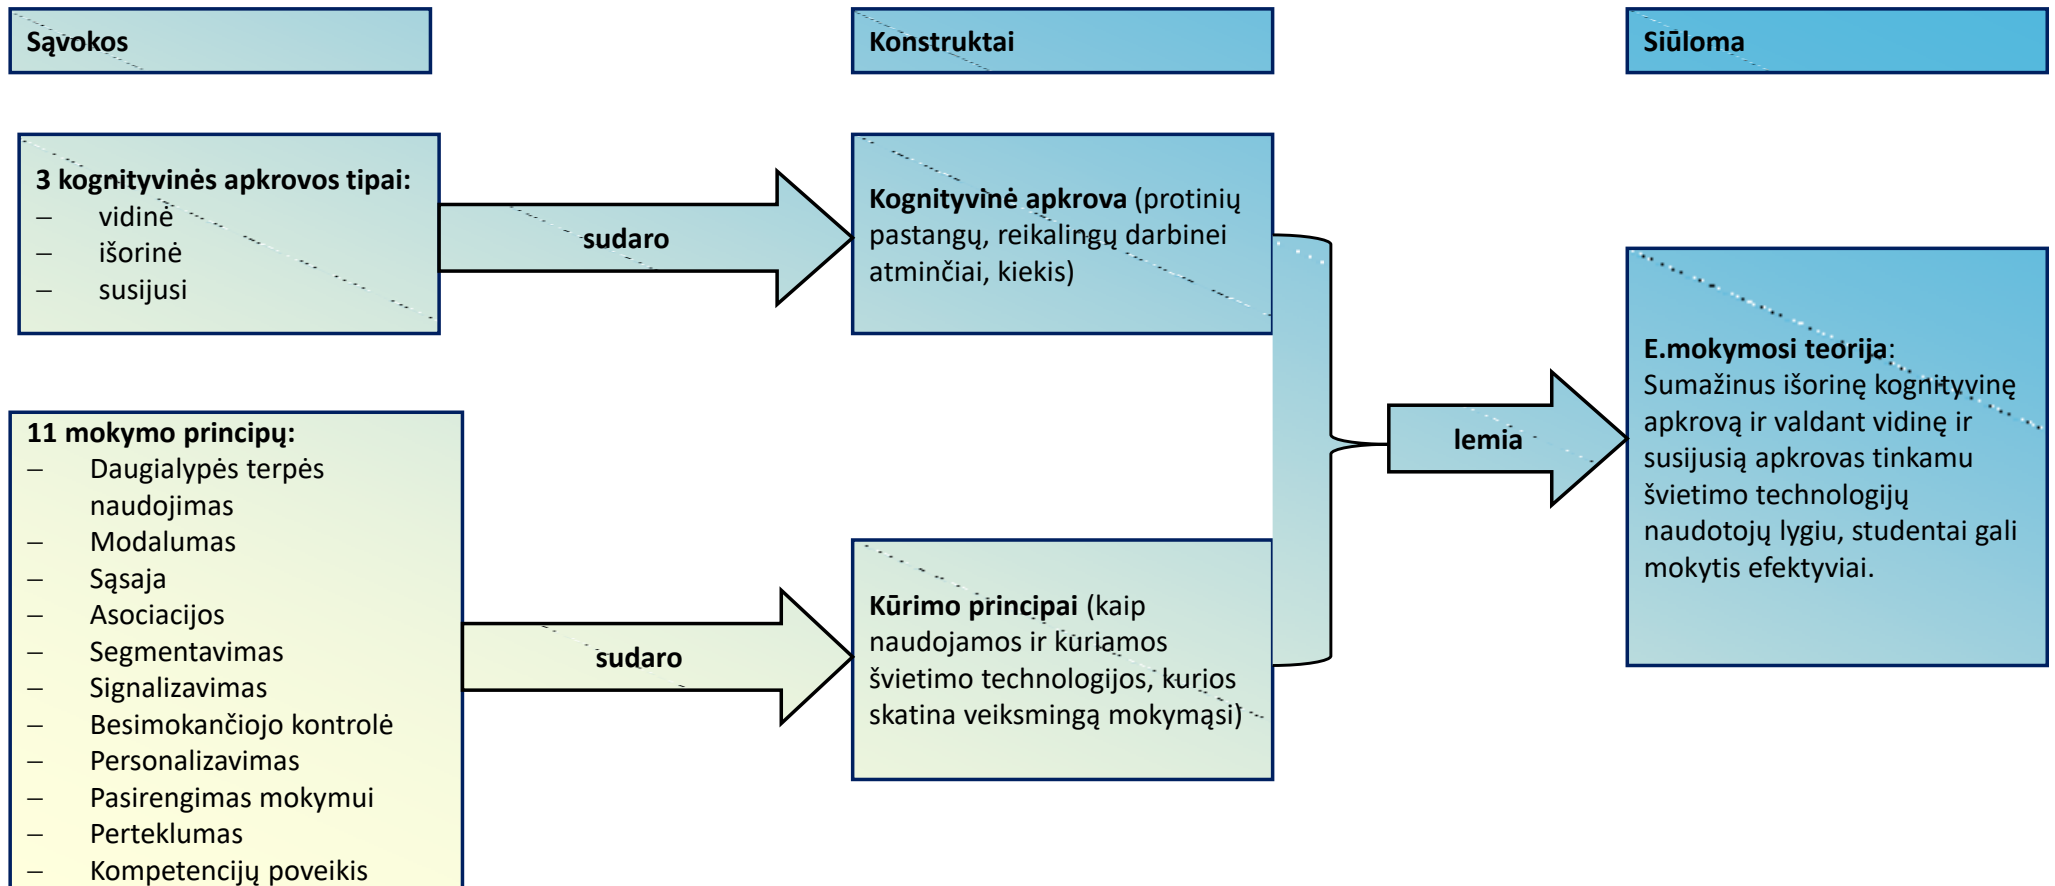 Sąvokos
Konstruktai
Siūloma
3 kognityvinės apkrovos tipai:
– vidinė
– išorinė
– susijusi
sudaro
Kognityvinė apkrova (protinių
pastangų, reikalingų darbinei
atminčiai, kiekis)
11 mokymo principų:
– Daugialypės terpės
naudojimas
– Modalumas
– Sąsaja
– Asociacijos
– Segmentavimas
– Signalizavimas
– Besimokančiojo kontrolė
– Personalizavimas
– Pasirengimas mokymui
– Perteklumas
– Kompetencijų poveikis
sudaro
Kūrimo principai (kaip
naudojamos ir kuriamos
švietimo technologijos, kurios
skatina veiksmingą mokymąsi)
lemia
E.mokymosi teorija:
Sumažinus išorinę kognityvinę
apkrovą ir valdant vidinę ir
susijusią apkrovas tinkamu
švietimo technologijų
naudotojų lygiu, studentai gali
mokytis efektyviai.